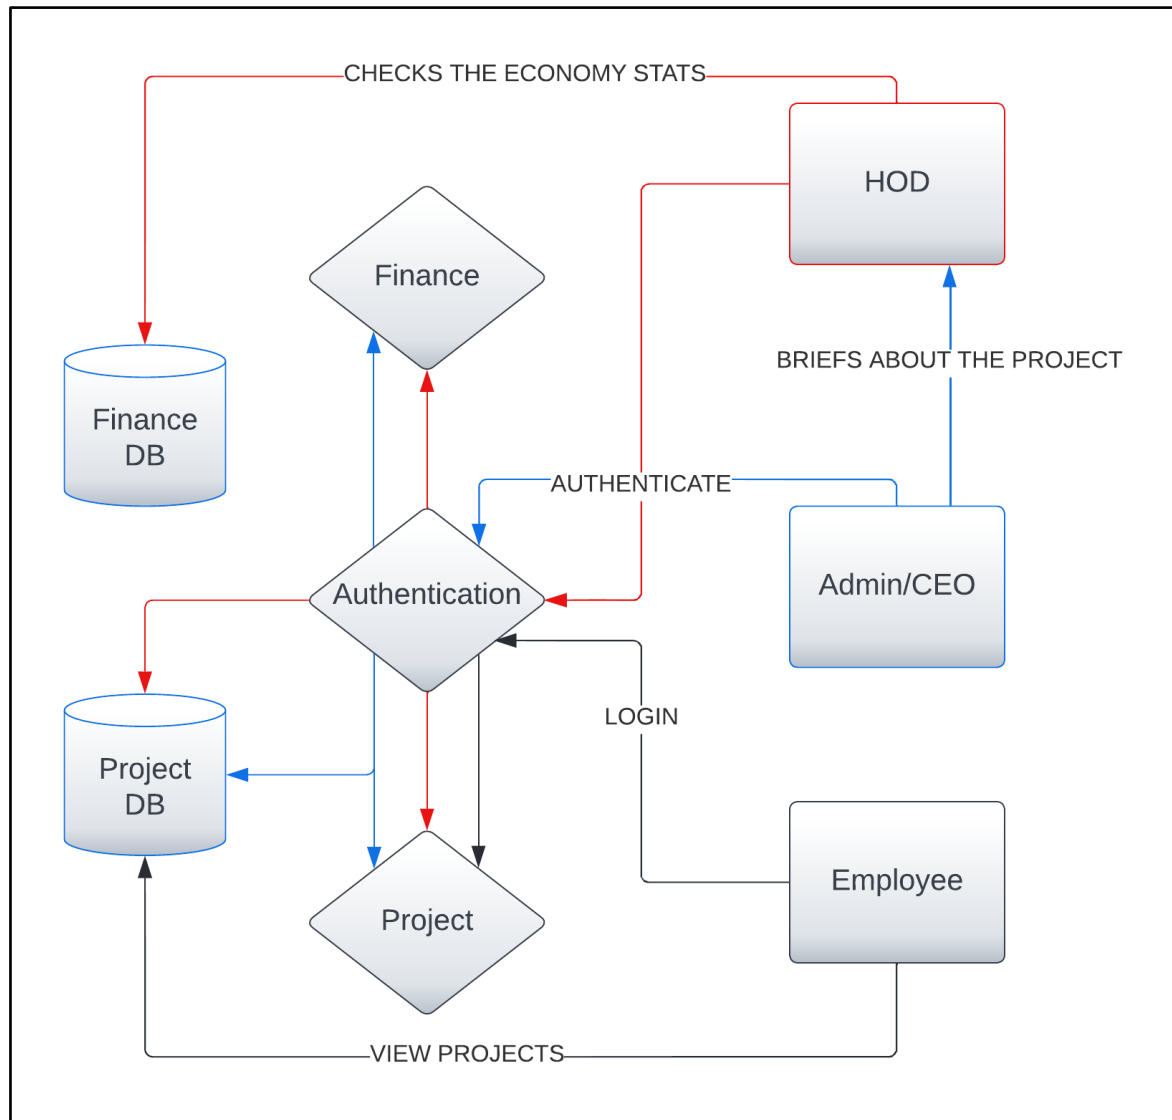 CHECKS THE ECONOMY STATS
HOD
Finance
BRIEFS ABOUT THE PROJECT
Finance
DB
AUTHENTICATE
Authentication
Admin/CEO
LOGIN
Project
DB
Employee
Project
VIEW PROJECTS